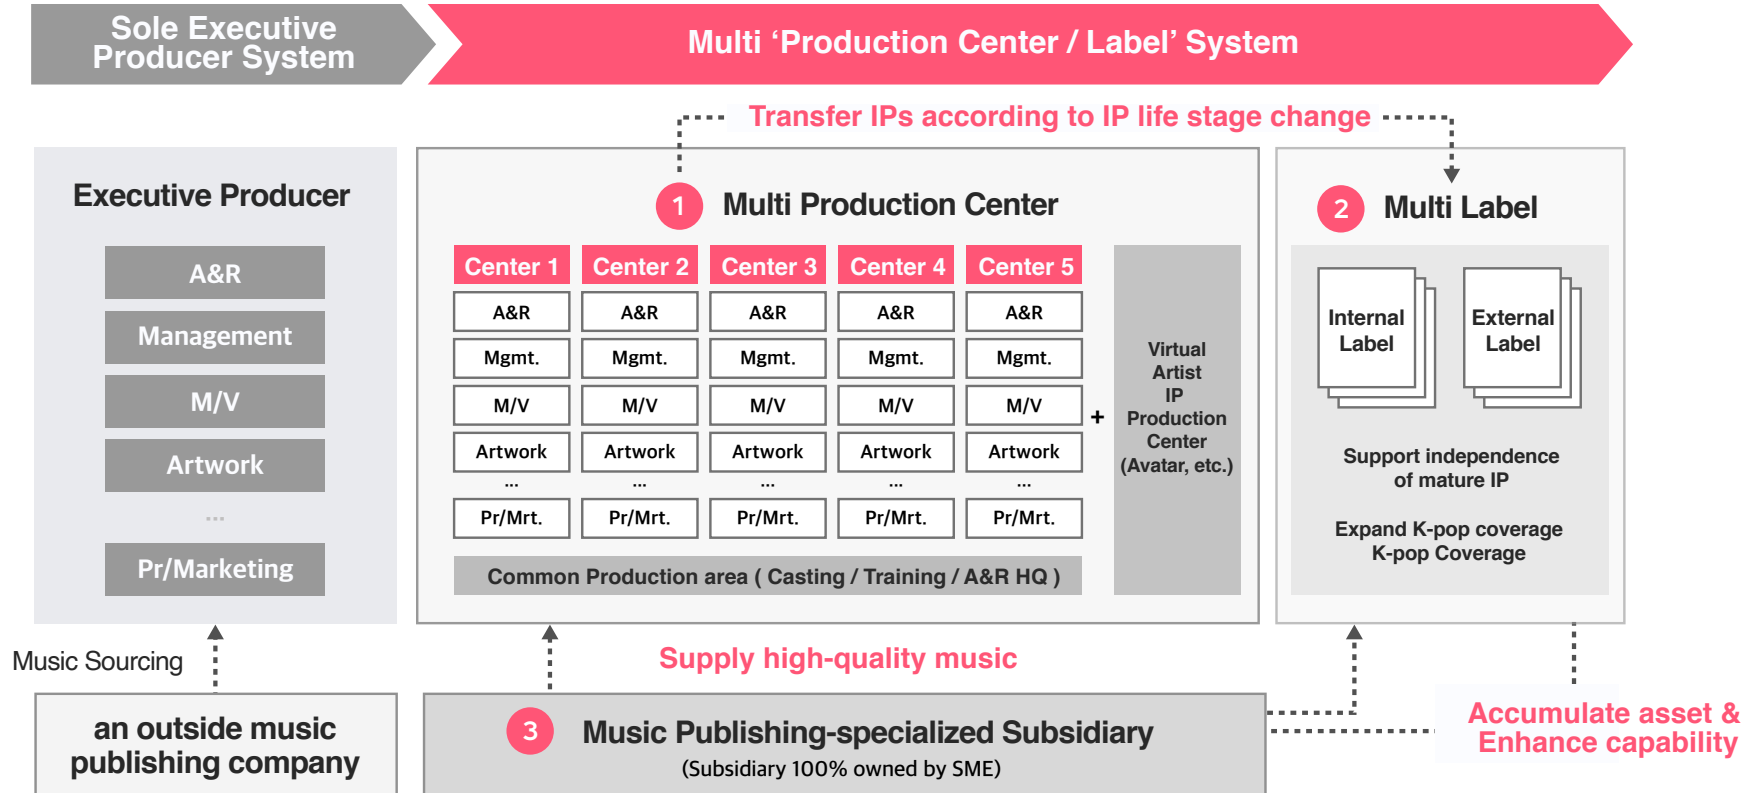 Sole Executive
Producer System
Multi ‘Production Center / Label’ System
Transfer IPs according to IP life stage change
Executive Producer
A&R
Management
M/V
Artwork
...
Pr/Marketing
1 Multi Production Center
Center 1 Center 2 Center 3 Center 4 Center 5
A&R A&R A&R A&R A&R
Mgmt. Mgmt. Mgmt. Mgmt. Mgmt.
M/V M/V M/V M/V M/V
Artwork Artwork Artwork Artwork Artwork
... ... ... ... ...
Pr/Mrt. Pr/Mrt. Pr/Mrt. Pr/Mrt. Pr/Mrt.
Common Production area ( Casting / Training / A&R HQ )
+
Virtual
Artist
IP
Production
Center
(Avatar, etc.)
2 Multi Label
Internal
Label
External
Label
Support independence
of mature IP
Expand K-pop coverage
K-pop Coverage
Music Sourcing
Supply high-quality music
an outside music
publishing company
3 Music Publishing-specialized Subsidiary
(Subsidiary 100% owned by SME)
Accumulate asset &
Enhance capability